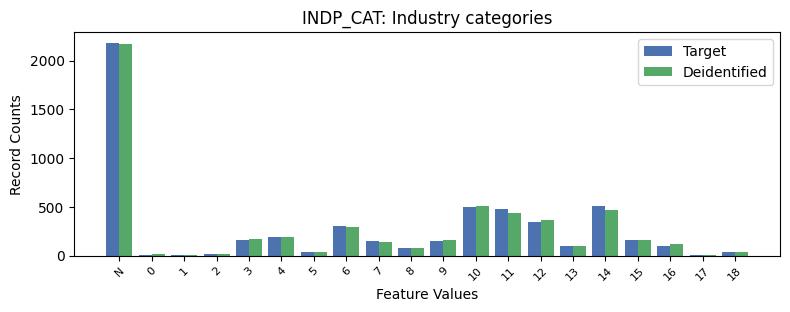 INDP_CAT: Industry categories
Target
Deidentified
Record Counts
2000
1500
1000
500
0
N 0 1 2 3 4 5 6 7 8 9 10 11 12 13 14 15 16 17 18
Feature Values